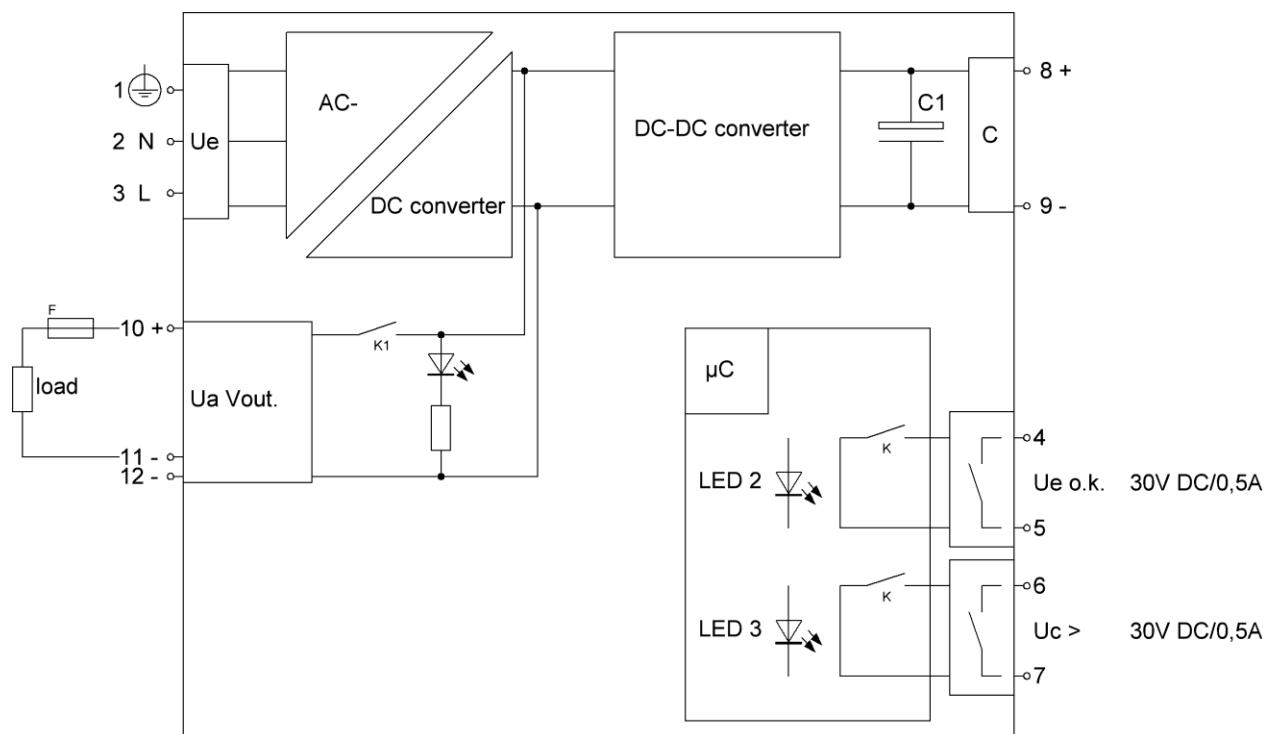 1
2 N
3 L
Ue
AC-
DC converter
DC-DC converter
C1
C
8 +
9 -
F
10 +
load
11 -
12 -
Ua Vout.
K1
µC
LED 2
K
4
Ue o.k. 30V DC/0,5A
5
LED 3
K
6
Uc > 30V DC/0,5A
7